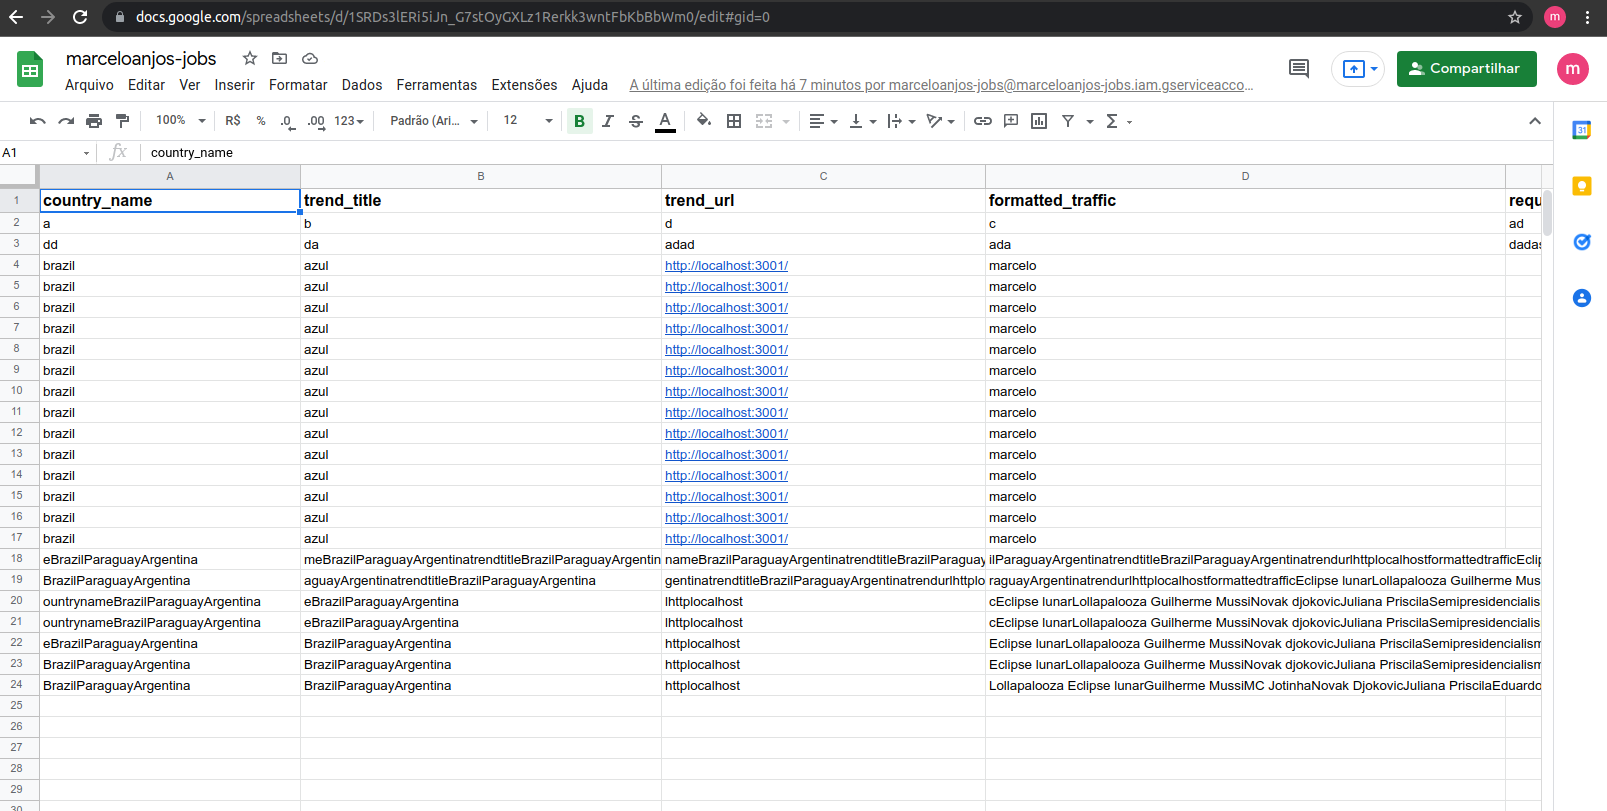 docs.google.com/spreadsheets/d/1SRDs3lERi5iJn_G7stOyGXLz1Rerkk3wntFbKbBbWm0/edit#gid=0
m
marceloanjos-jobs
Arquivo Editar Ver Inserir Formatar Dados Ferramentas Extensões Ajuda A última edição foi feita há 7 minutos por marceloanjos-jobs@marceloanjos-jobs.iam.gserviceacco...
Compartilhar
m
100% R$ % .0 .00 123 Padrão (Ari... 12 B I S A Σ
31
A1 fx country_name
A B C D
1 country_name trend_title trend_url formatted_traffic requ
2 a b d c ad
3 dd da adad ada dadas
4 brazil azul http://localhost:3001/ marcelo
5 brazil azul http://localhost:3001/ marcelo
6 brazil azul http://localhost:3001/ marcelo
7 brazil azul http://localhost:3001/ marcelo
8 brazil azul http://localhost:3001/ marcelo
9 brazil azul http://localhost:3001/ marcelo
10 brazil azul http://localhost:3001/ marcelo
11 brazil azul http://localhost:3001/ marcelo
12 brazil azul http://localhost:3001/ marcelo
13 brazil azul http://localhost:3001/ marcelo
14 brazil azul http://localhost:3001/ marcelo
15 brazil azul http://localhost:3001/ marcelo
16 brazil azul http://localhost:3001/ marcelo
17 brazil azul http://localhost:3001/ marcelo
18 eBrazilParaguayArgentina meBrazilParaguayArgentinatrendtitleBrazilParaguayArgentin nameBrazilParaguayArgentinatrendtitleBrazilParaguay ilParaguayArgentinatrendtitleBrazilParaguayArgentinatrendurlhttplocalhostformattedtrafficEclip
19 BrazilParaguayArgentina aguayArgentinatrendtitleBrazilParaguayArgentina gentinatrendtitleBrazilParaguayArgentinatrendurlhttplo raguayArgentinatrendurlhttplocalhostformattedtrafficEclipse lunarLollapalooza Guilherme Mus
20 ountrynameBrazilParaguayArgentina eBrazilParaguayArgentina lhttplocalhost cEclipse lunarLollapalooza Guilherme MussiNovak djokovicJuliana PriscilaSemipresidencialis
21 ountrynameBrazilParaguayArgentina eBrazilParaguayArgentina lhttplocalhost cEclipse lunarLollapalooza Guilherme MussiNovak djokovicJuliana PriscilaSemipresidencialis
22 eBrazilParaguayArgentina BrazilParaguayArgentina httplocalhost Eclipse lunarLollapalooza Guilherme MussiNovak djokovicJuliana PriscilaSemipresidencialism
23 BrazilParaguayArgentina BrazilParaguayArgentina httplocalhost Eclipse lunarLollapalooza Guilherme MussiNovak djokovicJuliana PriscilaSemipresidencialism
24 BrazilParaguayArgentina BrazilParaguayArgentina httplocalhost Lollapalooza Eclipse lunarGuilherme MussiMC JotinhaNovak DjokovicJuliana PriscilaEduardo
25
26
27
28
29
30